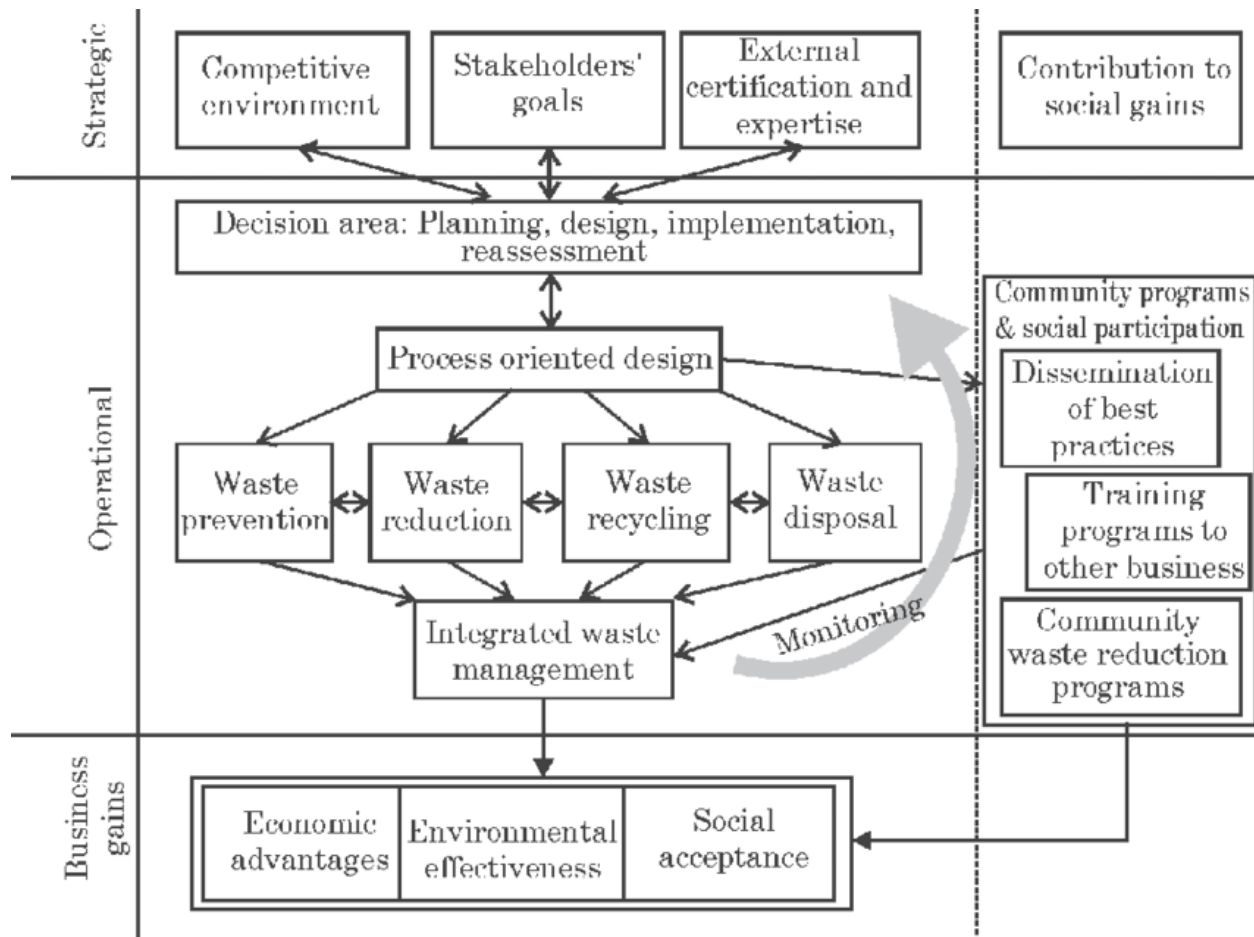 Strategic
Competitive
environment
Stakeholders'
goals
External
certification and
expertise
Contribution to
social gains
Operational
Decision area: Planning, design, implementation,
reassessment
Process oriented design
Waste
prevention
Waste
reduction
Waste
recycling
Waste
disposal
Integrated waste
management
Monitoring
Community programs
& social participation
Dissemination
of best
practices
Training
programs to
other business
Community
waste reduction
programs
Business
gains
Economic
advantages
Environmental
effectiveness
Social
acceptance